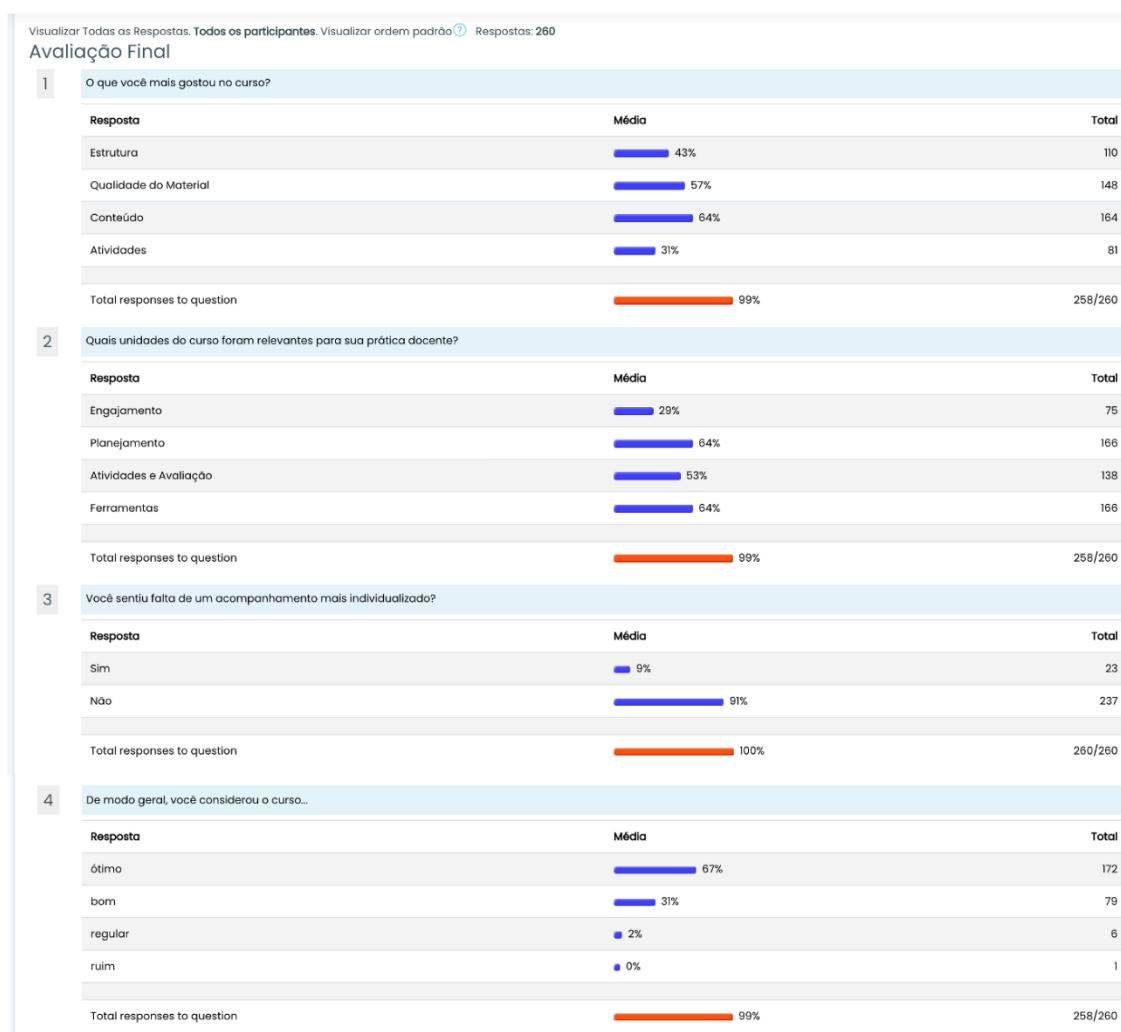 Visualizar Todas as Respostas. Todos os participantes. Visualizar ordem padrão ? Respostas: 260
Avaliação Final
1 O que você mais gostou no curso?
Resposta Média Total
Estrutura 43% 110
Qualidade do Material 57% 148
Conteúdo 64% 164
Atividades 31% 81
Total responses to question 99% 258/260
2 Quais unidades do curso foram relevantes para sua prática docente?
Resposta Média Total
Engajamento 29% 75
Planejamento 64% 166
Atividades e Avaliação 53% 138
Ferramentas 64% 166
Total responses to question 99% 258/260
3 Você sentiu falta de um acompanhamento mais individualizado?
Resposta Média Total
Sim 9% 23
Não 91% 237
Total responses to question 100% 260/260
4 De modo geral, você considerou o curso...
Resposta Média Total
ótimo 67% 172
bom 31% 79
regular 2% 6
ruim 0% 1
Total responses to question 99% 258/260